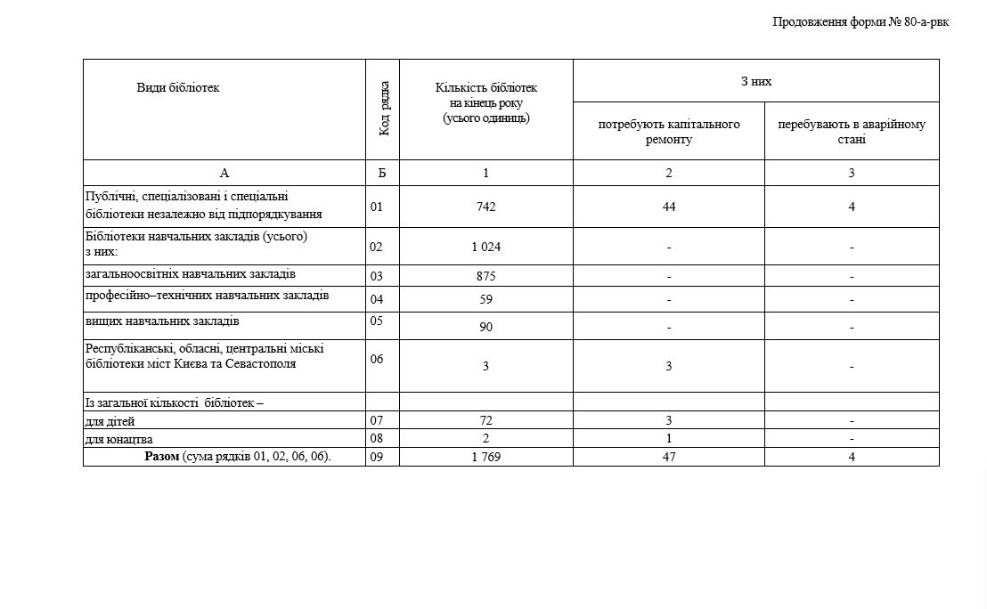 Продовження форми № 80-а-рвк
Види бібліотек
Код рядка
Кількість бібліотек
на кінець року
(усього одиниць)
З них
потребують капітального
ремонту
перебувають в аварійному
стані
А Б 1 2 3
Публічні, спеціалізовані і спеціальні
бібліотеки незалежно від підпорядкування 01 742 44 4
Бібліотеки навчальних закладів (усього)
з них: 02 1 024 - -
загальноосвітніх навчальних закладів 03 875 - -
професійно–технічних навчальних закладів 04 59 - -
вищих навчальних закладів 05 90 - -
Республіканські, обласні, центральні міські
бібліотеки міст Києва та Севастополя 06 3 3 -
Із загальної кількості бібліотек –
для дітей 07 72 3 -
для юнацтва 08 2 1 -
Разом (сума рядків 01, 02, 06, 06). 09 1 769 47 4